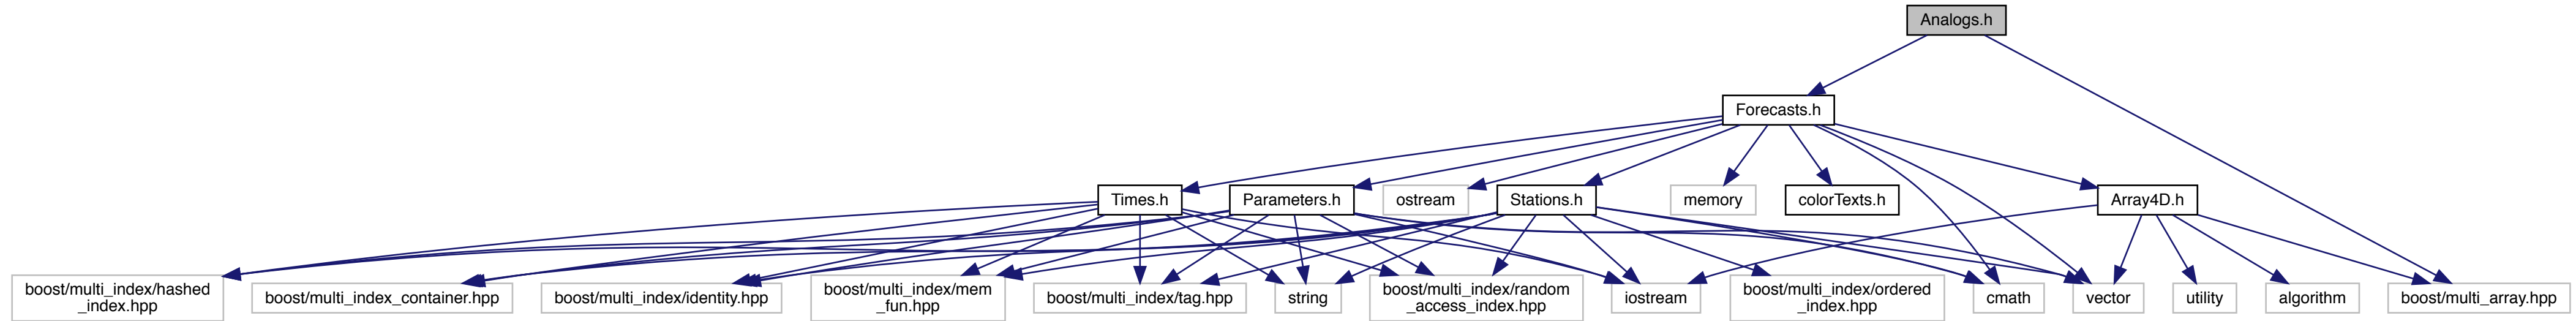 Analogs.h
Forecasts.h
Times.h
Parameters.h
ostream
Stations.h
memory
colorTexts.h
Array4D.h
boost/multi_index/hashed
_index.hpp
boost/multi_index_container.hpp
boost/multi_index/identity.hpp
boost/multi_index/mem
_fun.hpp
boost/multi_index/tag.hpp
string
boost/multi_index/random
_access_index.hpp
iostream
boost/multi_index/ordered
_index.hpp
cmath
vector
utility
algorithm
boost/multi_array.hpp